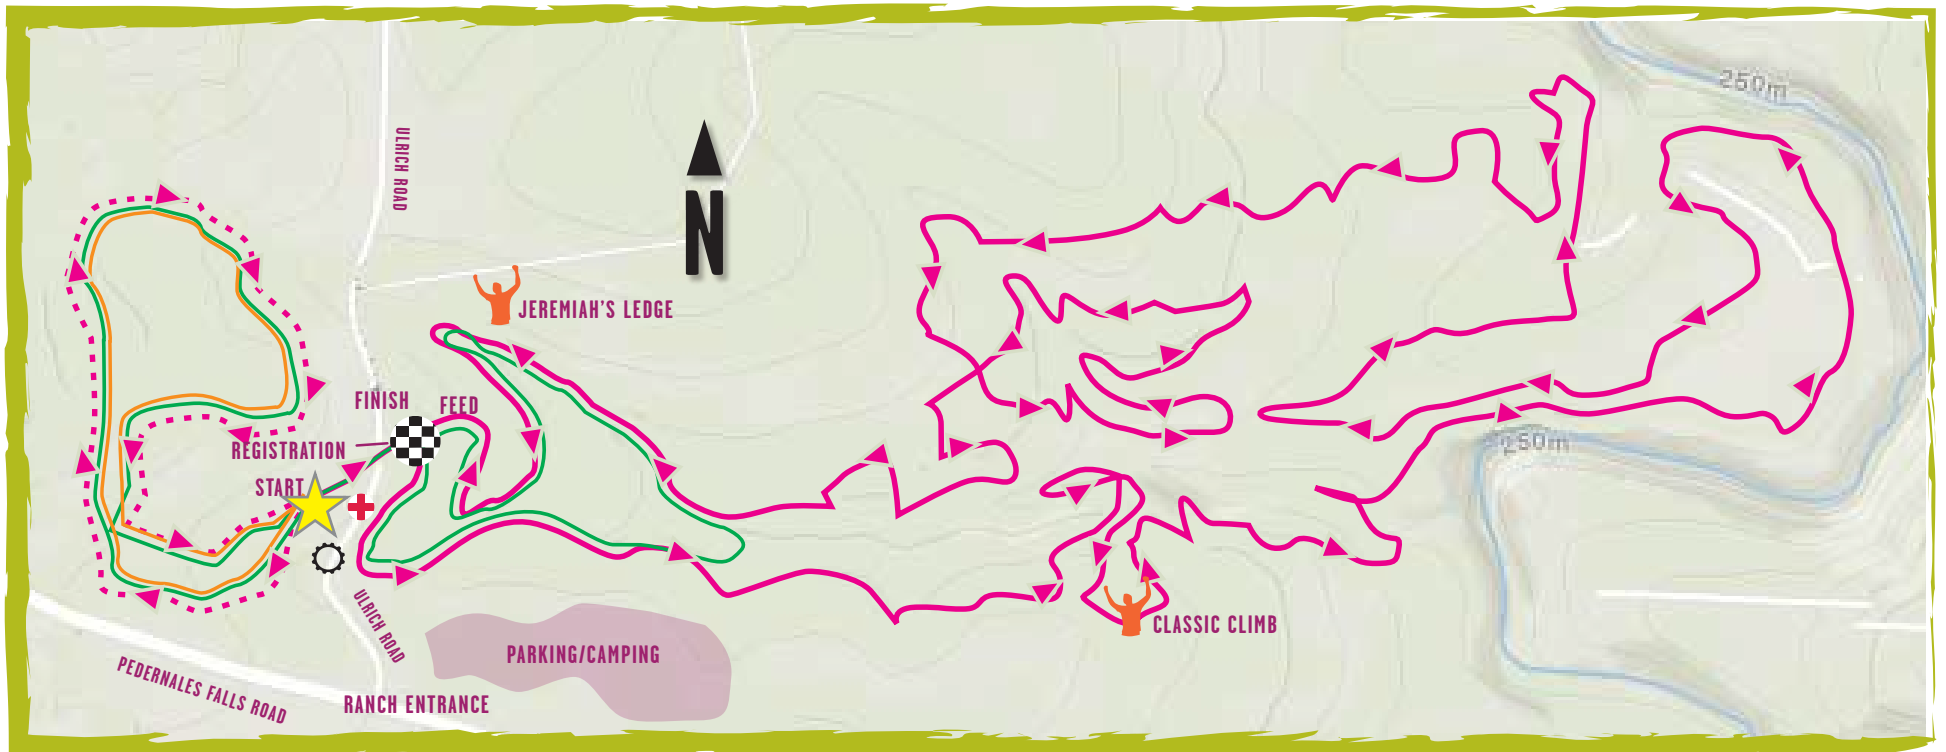 250m
ULRICH ROAD
N
JEREMIAH'S LEDGE
FINISH
FEED
REGISTRATION
250m
START
CLASSIC CLIMB
ULRICH ROAD
PARKING/CAMPING
PEDERNALES FALLS ROAD
RANCH ENTRANCE